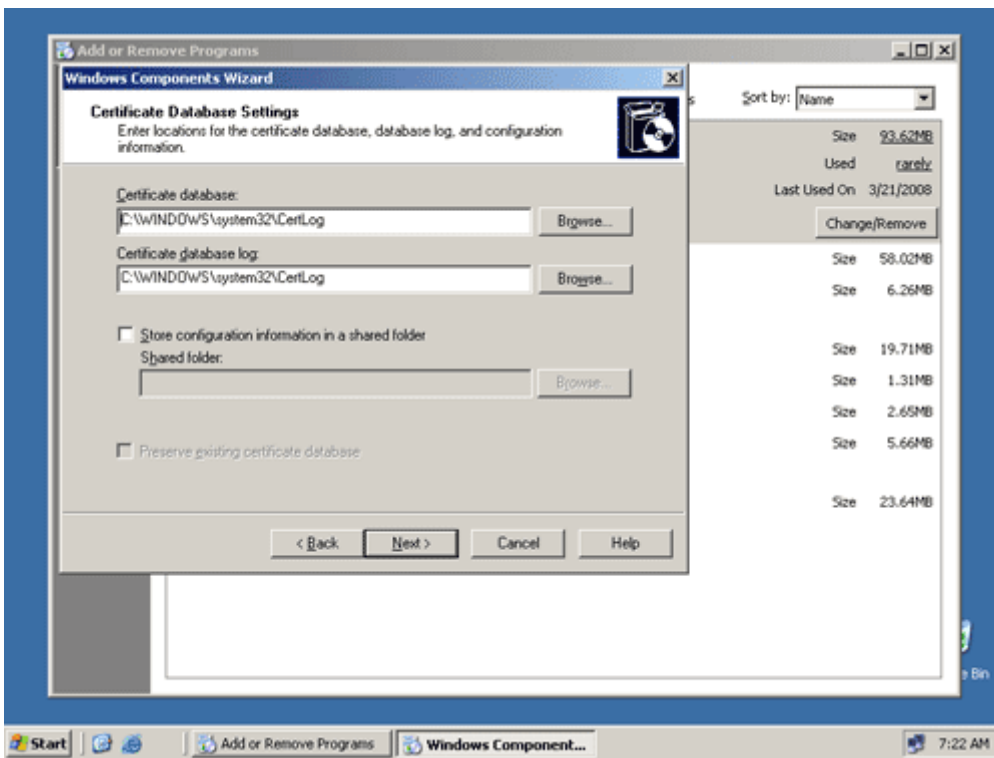 Add or Remove Programs
Windows Components Wizard
Certificate Database Settings
Enter locations for the certificate database, database log, and configuration
information.
Certificate database:
C:\WINDOWS\system32\CertLog
Browse...
Certificate database log:
C:\WINDOWS\system32\CertLog
Browse...
Store configuration information in a shared folder
Shared folder:
Browse...
Preserve existing certificate database
< Back
Next >
Cancel
Help
s
Sort by: Name
Size 93.62MB
Used rarely
Last Used On 3/21/2008
Change/Remove
Size 58.02MB
Size 6.26MB
Size 19.71MB
Size 1.31MB
Size 2.65MB
Size 5.66MB
Size 23.64MB
e Bin
Start
Add or Remove Programs
Windows Component...
7:22 AM